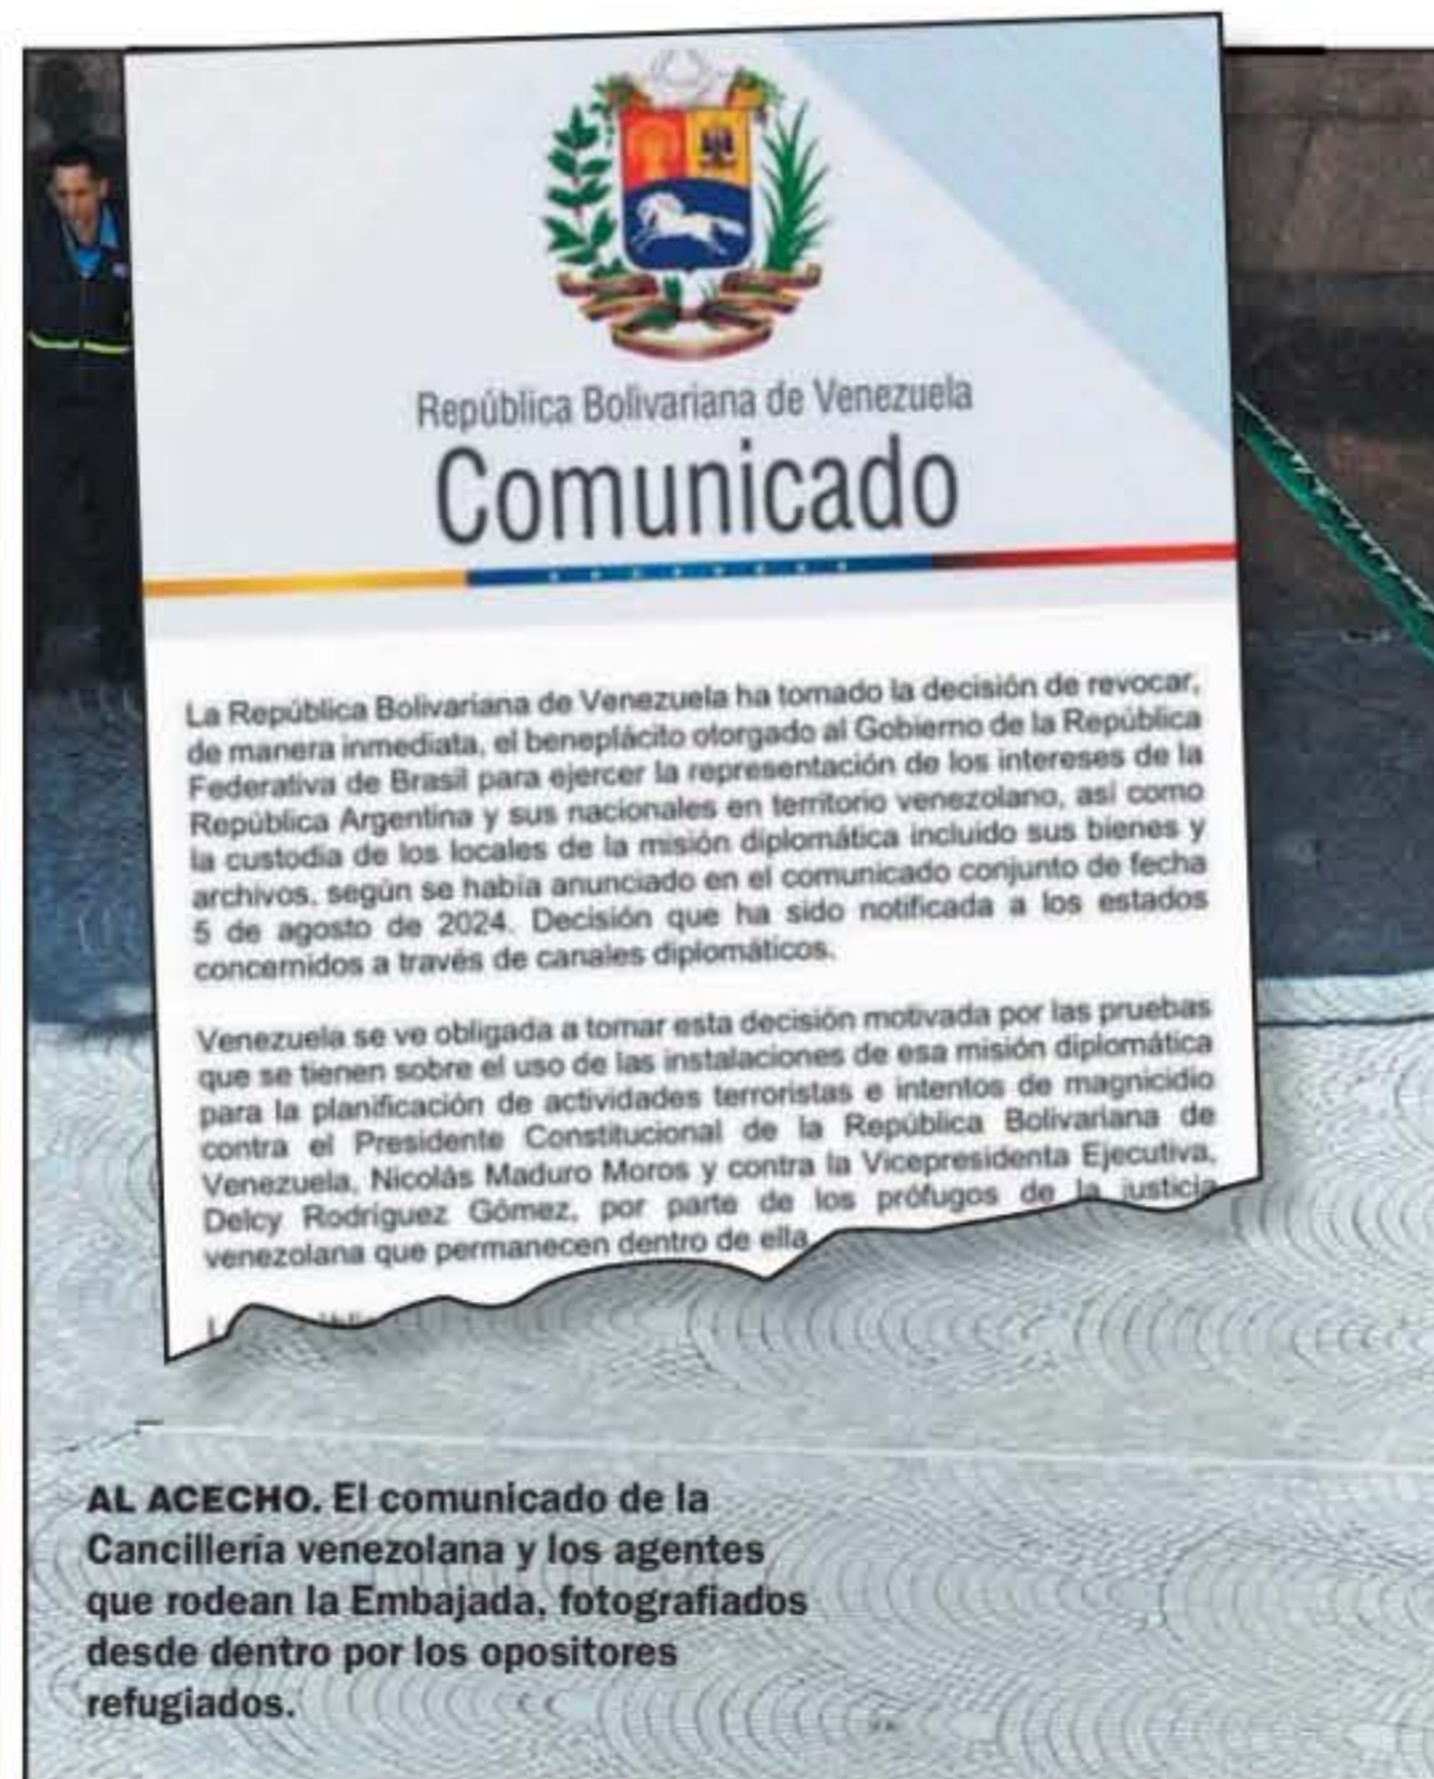 República Bolivariana de Venezuela
Comunicado
La República Bolivariana de Venezuela ha tomado la decisión de revocar,
de manera inmediata, el beneplácito otorgado al Gobierno de la República
Federativa de Brasil para ejercer la representación de los intereses de la
República Argentina y sus nacionales en territorio venezolano, así como
la custodia de los locales de la misión diplomática incluido sus bienes y
archivos, según se había anunciado en el comunicado conjunto de fecha
5 de agosto de 2024. Decisión que ha sido notificada a los estados
concernidos a través de canales diplomáticos.
Venezuela se ve obligada a tomar esta decisión motivada por las pruebas
que se tienen sobre el uso de las instalaciones de esa misión diplomática
para la planificación de actividades terroristas e intentos de magnicidio
contra el Presidente Constitucional de la República Bolivariana de
Venezuela, Nicolás Maduro Moros y contra la Vicepresidenta Ejecutiva,
Delcy Rodríguez Gómez, por parte de los prófugos de la justicia
venezolana que permanecen dentro de ella
AL ACECHO. El comunicado de la
Cancillería venezolana y los agentes
que rodean la Embajada, fotografiados
desde dentro por los opositores
refugiados.